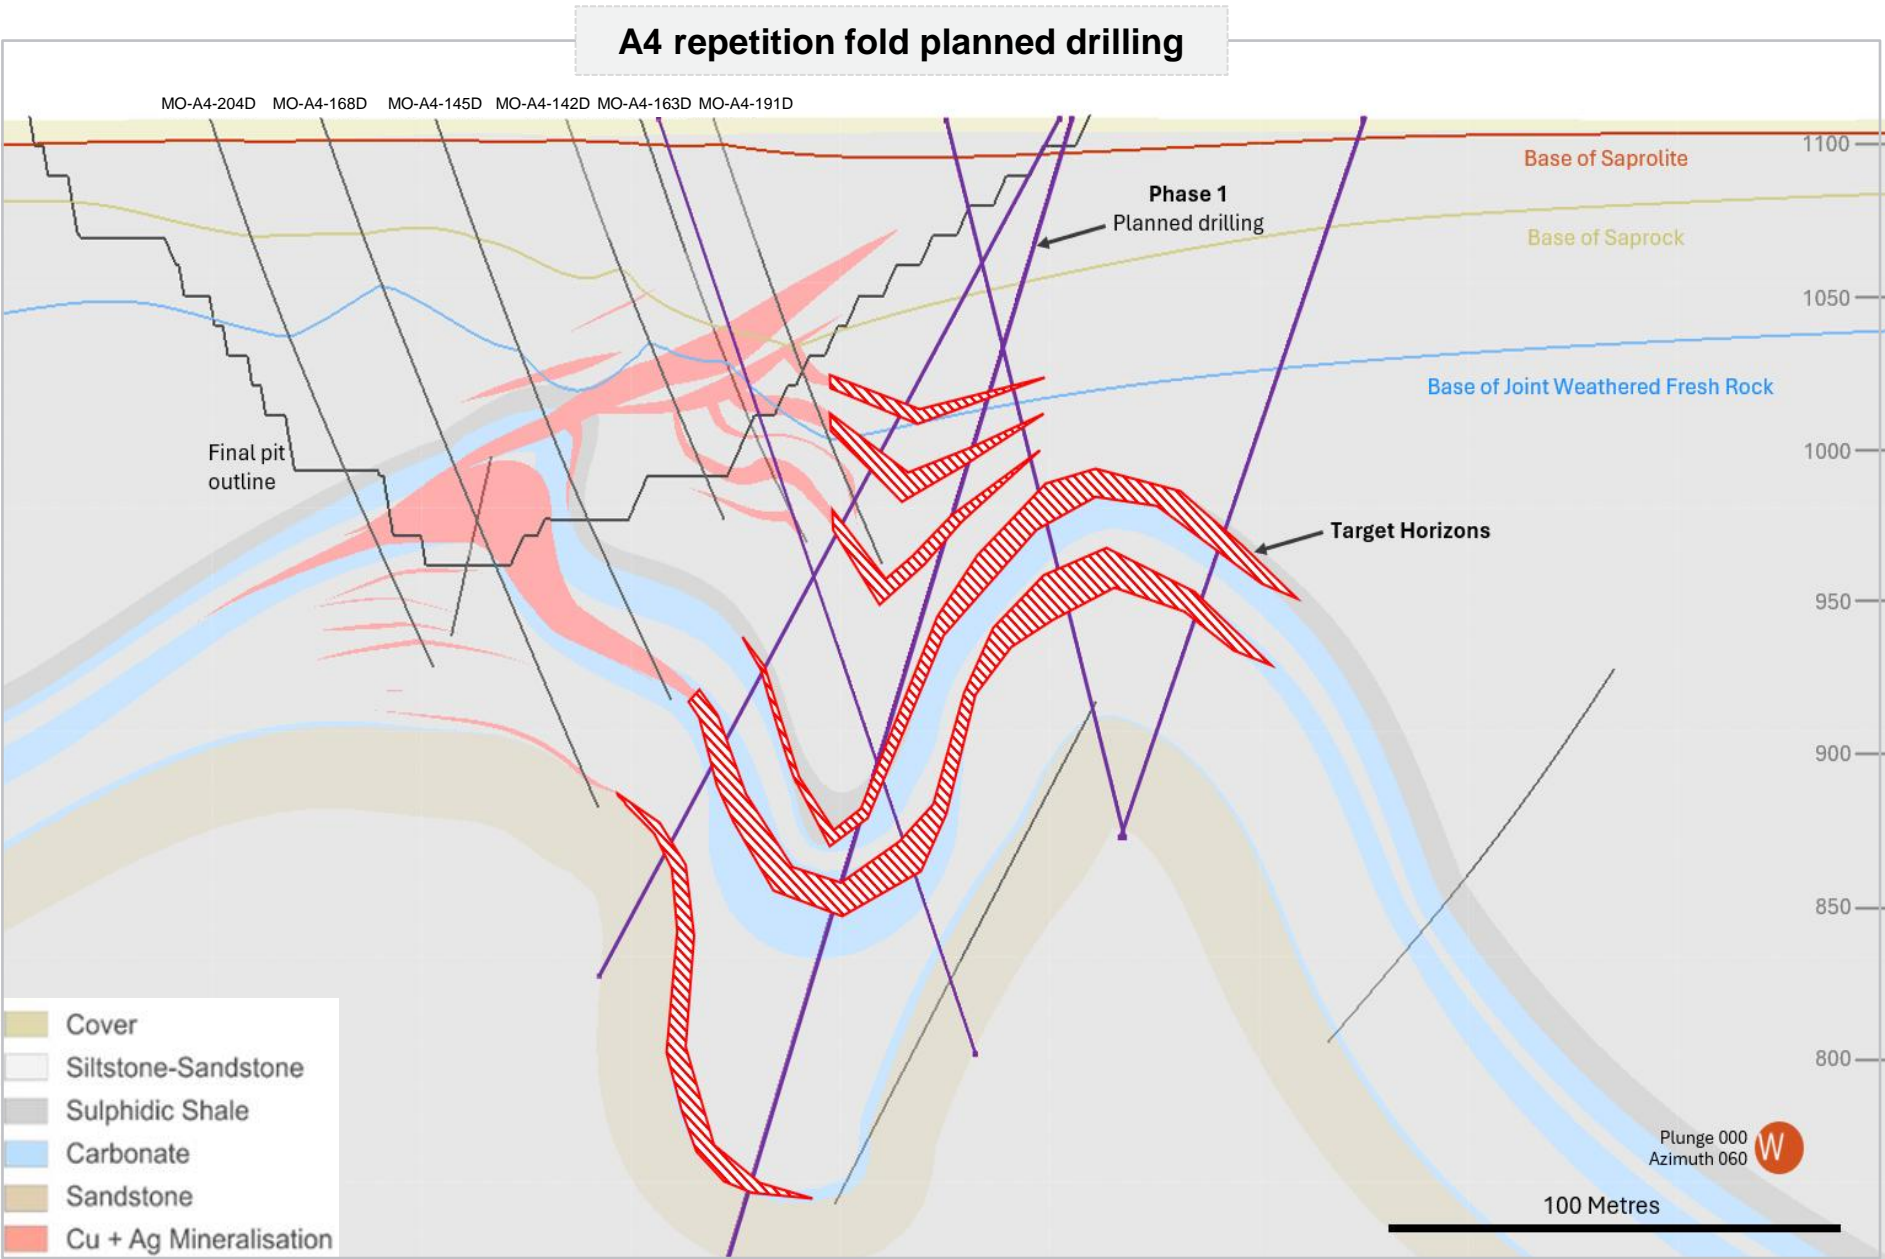 A4 repetition fold planned drilling
MO-A4-204D MO-A4-168D MO-A4-145D MO-A4-142D MO-A4-163D MO-A4-191D
1100
Base of Saprolite
Phase 1
Planned drilling
Base of Saprock
1050
Base of Joint Weathered Fresh Rock
Final pit
outline
1000
Target Horizons
950
900
850
800
Cover
Siltstone-Sandstone
Sulphidic Shale
Carbonate
Sandstone
Cu + Ag Mineralisation
Plunge 000
Azimuth 060
W
100 Metres